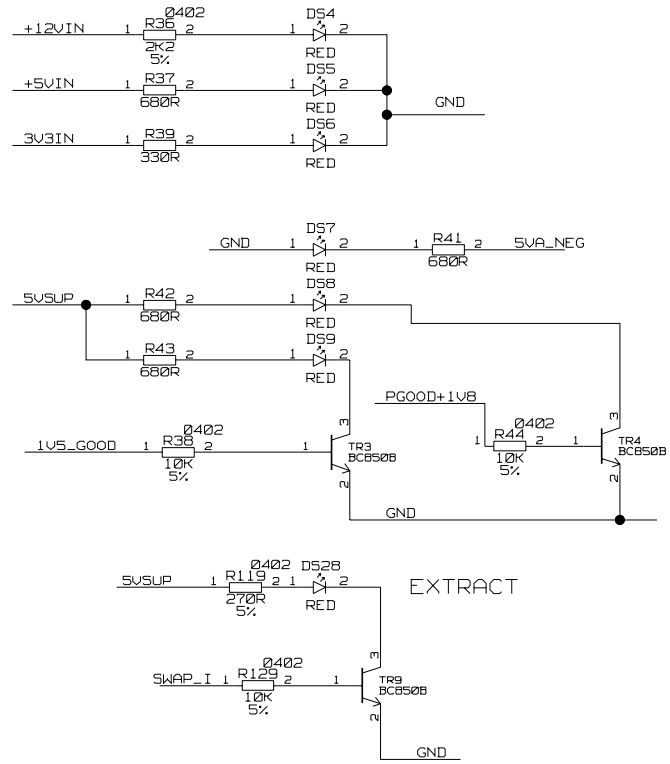 0402
R36
DS4
+12VIN 1 2 1 2
2K2
5%
RED
R37
DS5
+5VIN 1 2 1 2
680R
RED
GND
R39
DS6
3V3IN 1 2 1 2
330R
RED
DS7
GND 1 2 1 R41 2 5VA_NEG
RED
680R
R42
DS8
5VSUP 1 2 1 2
680R
RED
R43
DS9
1 2 1 2
680R
RED
PGOOD+1V8
3
3
0402
0402
1V5_GOOD 1 R38 2 1
TR3
BC850B
1 R44 2 1
TR4
BC850B
10K
5%
10K
5%
2
2
GND
0402
DS28
5VSUP 1 R119 2 1 2
EXTRACT
270R
5%
RED
3
0402
SWAP_I 1 R129 2 1
TR9
BC850B
10K
5%
2
GND